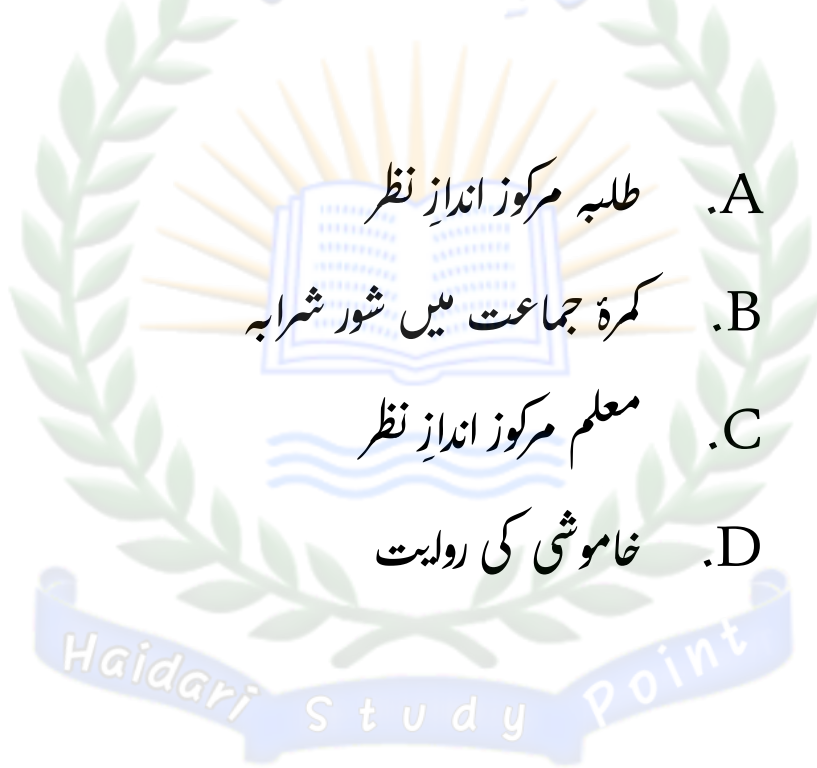 A. طلبہ مرکوز اندازِ نظر
B. کمرۂ جماعت میں شور شرابہ
C. معلم مرکوز اندازِ نظر
D. خاموشی کی روایت
Haidari Study Point